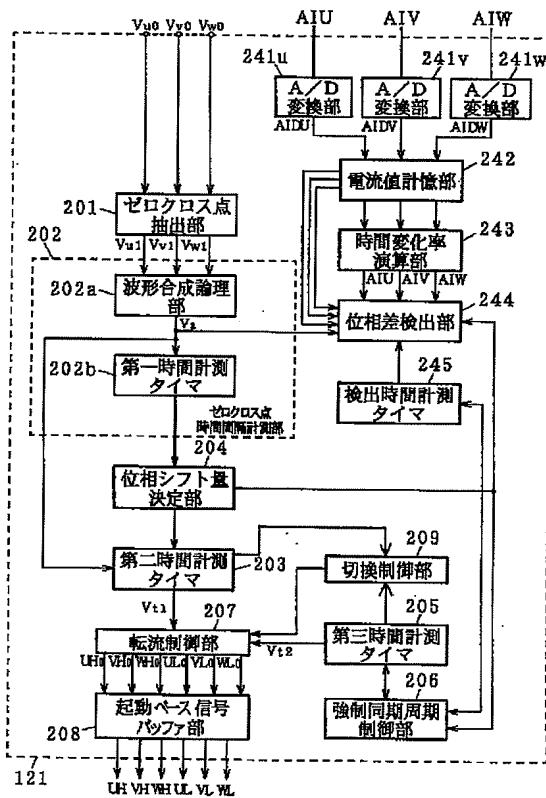 Vu0 Vv0 Vw0
AIU AIV AIW
241u 241v 241w
A/D
変換部
A/D
変換部
A/D
変換部
AIDU AIDV AIDW
242
電流値計憶部
201
ゼロクロス点
抽出部
Vu1 Vv1 Vw1
243
時間変化率
演算部
AIU AIV AIW
202
202a
波形合成論理
部
244
位相差検出部
202b
第一時間計測
タイマ
245
検出時間計測
タイマ
ゼロクロス点
時間間隔計測部
204
位相シフト量
決定部
第二時間計測
タイマ
203
209
切換制御部
Vt1
207
転流制御部
Vt2
205
第三時間計測
タイマ
UH0 VH0 WH0 UL0 VL0 WL0
206
強制同期周期
制御部
起動ベース信号
バッファ部
208
121
UH VH WH UL VL WL